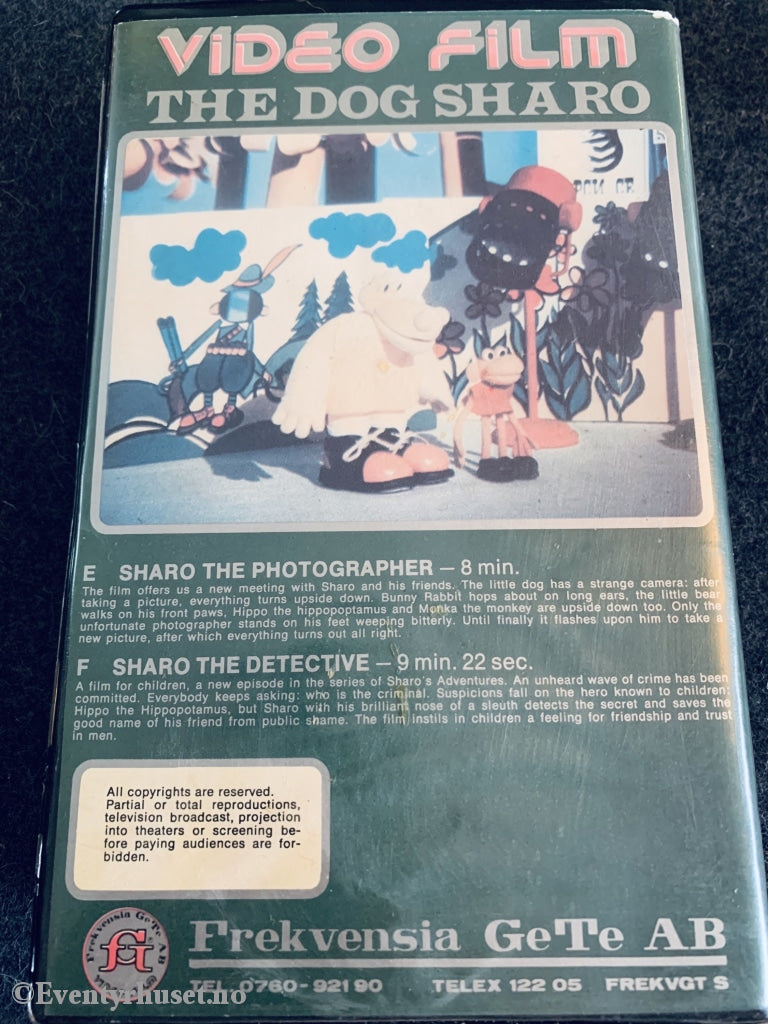 VIDEO FILM
THE DOG SHARO
E SHARO THE PHOTOGRAPHER – 8 min.
The film offers us a new meeting with Sharo and his friends. The little dog has a strange camera: after
taking a picture, everything turns upside down. Bunny Rabbit hops about on long ears, the little bear
walks on his front paws, Hippo the hippopoptamus and Monka the monkey are upside down too. Only the
unfortunate photographer stands on his feet weeping bitterly. Until finally it flashes upon him to take a
new picture, after which everything turns out all right.
F SHARO THE DETECTIVE – 9 min. 22 sec.
A film for children, a new episode in the series of Sharo's Adventures. An unheard wave of crime has been
committed. Everybody keeps asking: who is the criminal. Suspicions fall on the hero known to children:
Hippo the Hippopotamus, but Sharo with his brilliant nose of a sleuth detects the secret and saves the
good name of his friend from public shame. The film instils in children a feeling for friendship and trust
in men.
All copyrights are reserved.
Partial or total reproductions,
television broadcast, projection
into theaters or screening be-
fore paying audiences are for-
bidden.
Frekvensia GeTe AB
Frekvensia GeTe AB
TEL. 0760-921 90 TELEX 122 05 FREKVGT S
©Eventyrhuset.no